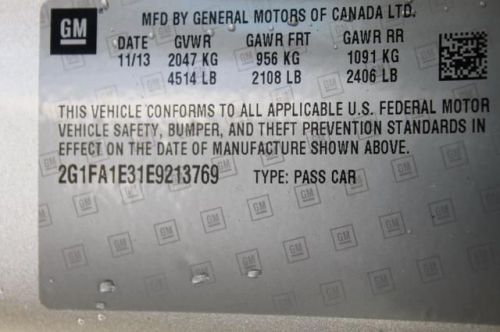 GM
MFD BY GENERAL MOTORS OF CANADA LTD.
DATE GVWR GAWR FRT GAWR RR
11/13 2047 KG 956 KG 1091 KG
4514 LB 2108 LB 2406 LB
THIS VEHICLE CONFORMS TO ALL APPLICABLE U.S. FEDERAL MOTOR
VEHICLE SAFETY, BUMPER, AND THEFT PREVENTION STANDARDS IN
EFFECT ON THE DATE OF MANUFACTURE SHOWN ABOVE.
2G1FA1E31E9213769 TYPE: PASS CAR